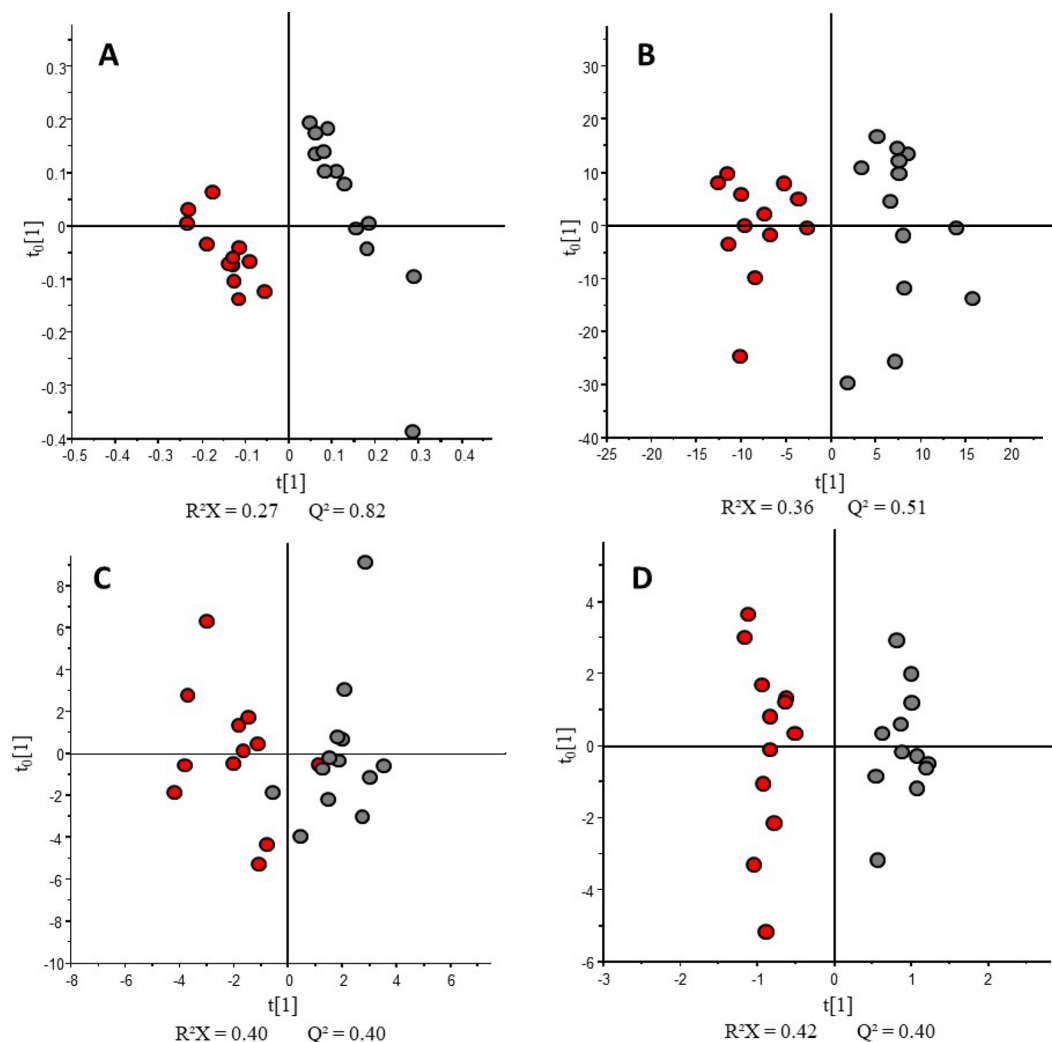 A
t₀[1]
0.3
0.2
0.1
0
-0.1
-0.2
-0.3
-0.4
-0.5 -0.4 -0.3 -0.2 -0.1 0 0.1 0.2 0.3 0.4
t[1]
R²X = 0.27 Q² = 0.82
B
t₀[1]
30
20
10
0
-10
-20
-30
-40
-25 -20 -15 -10 -5 0 5 10 15 20
t[1]
R²X = 0.36 Q² = 0.51
C
t₀[1]
8
6
4
2
0
-2
-4
-6
-8
-10
-8 -6 -4 -2 0 2 4 6
t[1]
R²X = 0.40 Q² = 0.40
D
t₀[1]
4
2
0
-2
-4
-6
-3 -2 -1 0 1 2
t[1]
R²X = 0.42 Q² = 0.40